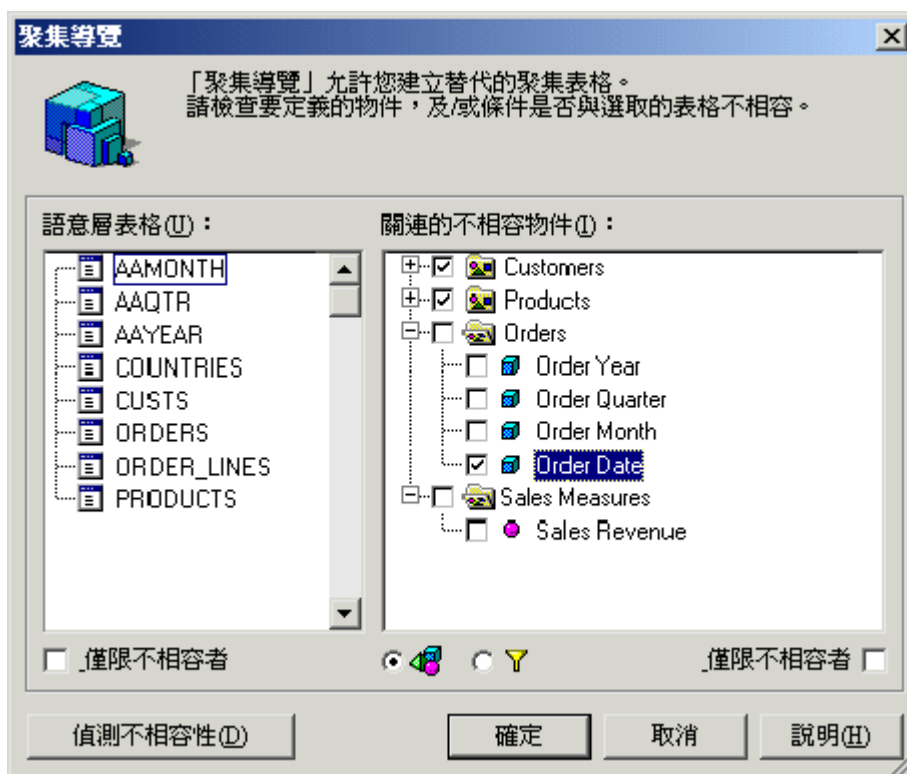 聚集導覽
「聚集導覽」允許您建立替代的聚集表格。
請檢查要定義的物件，及/或條件是否與選取的表格不相容。
語意層表格(U)：
關連的不相容物件(I)：
AAMONTH
AAQTR
AAYEAR
COUNTRIES
CUSTS
ORDERS
ORDER_LINES
PRODUCTS
Customers
Products
Orders
Order Year
Order Quarter
Order Month
Order Date
Sales Measures
Sales Revenue
_僅限不相容者
_僅限不相容者
偵測不相容性(D)
確定
取消
說明(H)